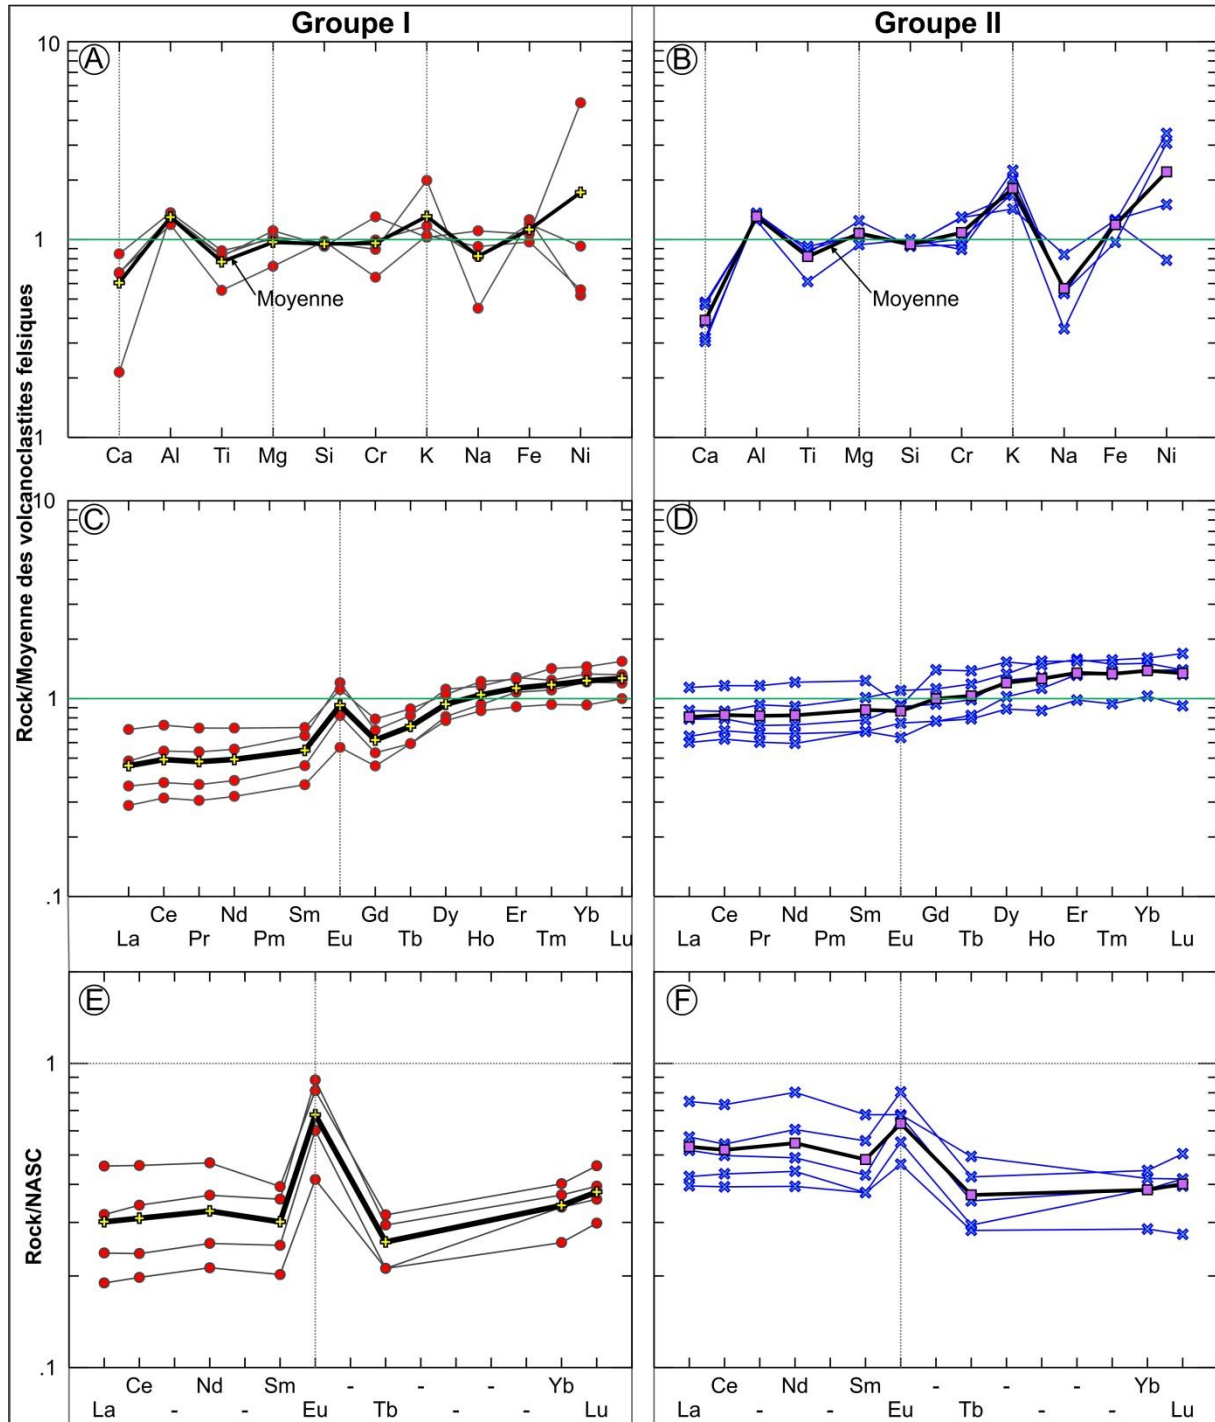 Groupe I
Groupe II
Rock/Moyenne des volcanoclastites felsiques
Rock/NASC
A
10
1
1
Moyenne
Ca Al Ti Mg Si Cr K Na Fe Ni
B
Moyenne
Ca Al Ti Mg Si Cr K Na Fe Ni
C
10
1
.1
Ce Nd Sm Gd Dy Er Yb
La Pr Pm Eu Tb Ho Tm Lu
D
Ce Nd Sm Gd Dy Er Yb
La Pr Pm Eu Tb Ho Tm Lu
E
1
.1
Ce Nd Sm - - - Yb
La - - Eu Tb - - Lu
F
Ce Nd Sm - - - Yb
La - - Eu Tb - - Lu